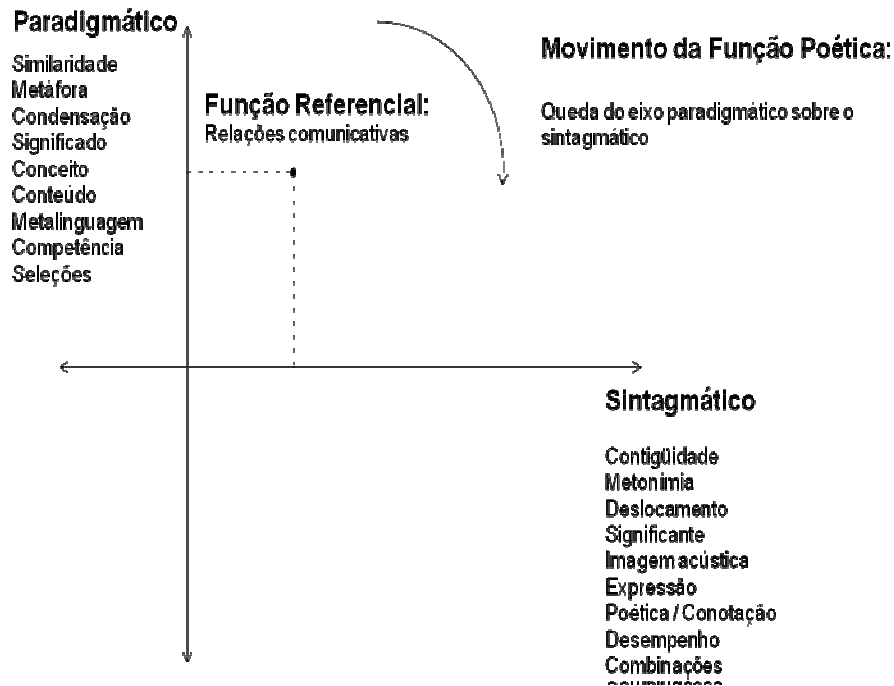 Paradigmático
Similaridade
Metáfora
Condensação
Significado
Conceito
Conteúdo
Metalinguagem
Competência
Seleções
Função Referencial:
Relações comunicativas
Movimento da Função Poética:
Queda do eixo paradigmático sobre o
sintagmático
Sintagmático
Contigüidade
Metonímia
Deslocamento
Significante
Imagem acústica
Expressão
Poética / Conotação
Desempenho
Combinações